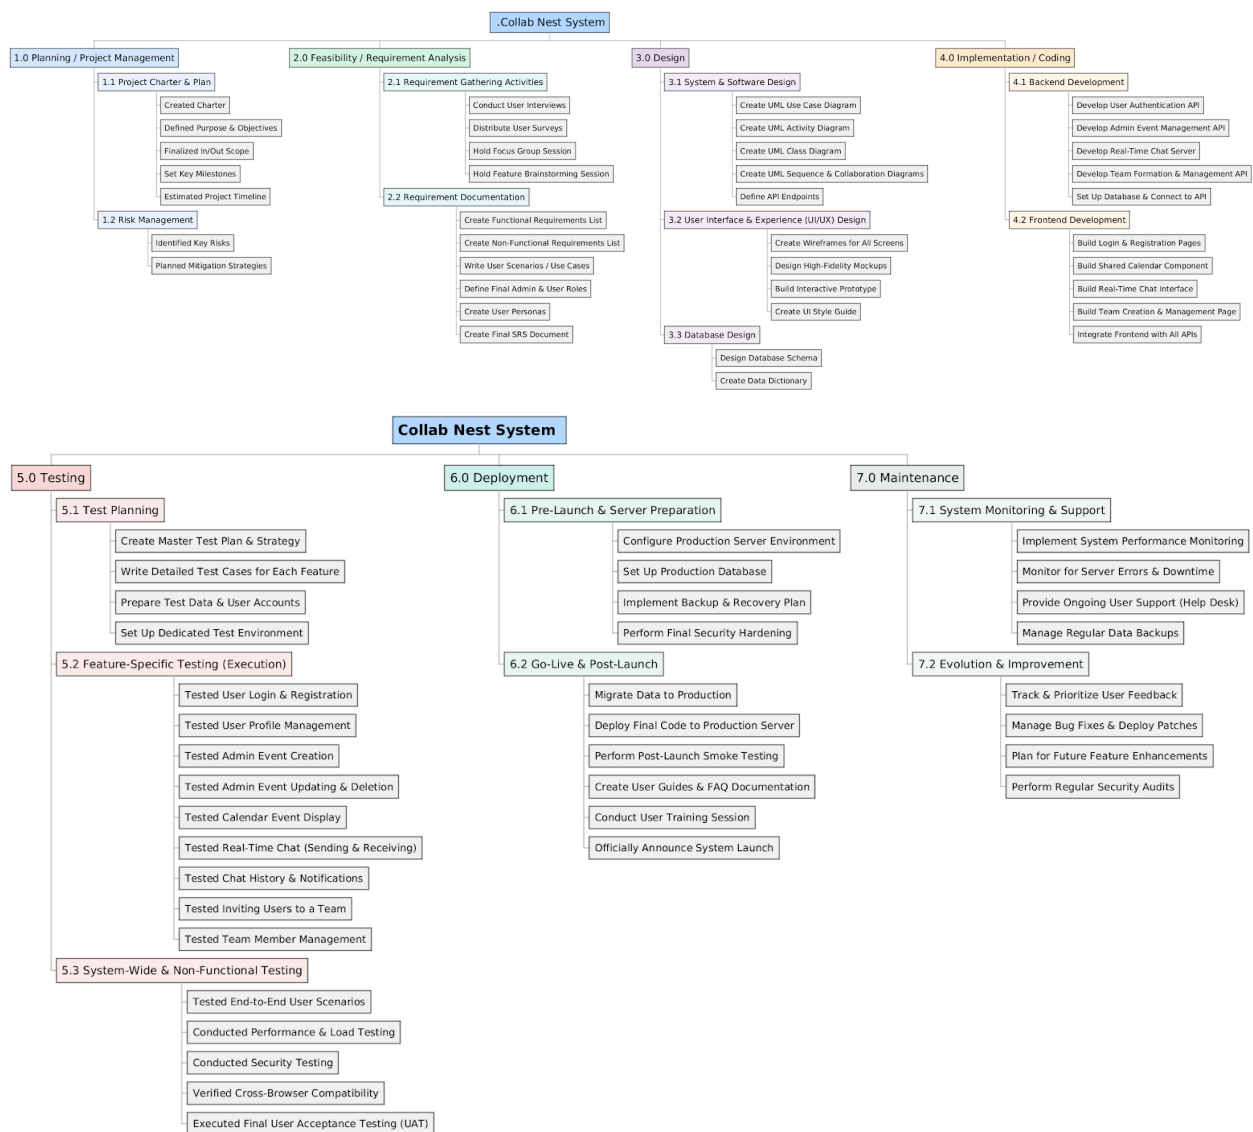 .Collab Nest System
1.0 Planning / Project Management
1.1 Project Charter & Plan
Created Charter
Defined Purpose & Objectives
Finalized In/Out Scope
Set Key Milestones
Estimated Project Timeline
1.2 Risk Management
Identified Key Risks
Planned Mitigation Strategies
2.0 Feasibility / Requirement Analysis
2.1 Requirement Gathering Activities
Conduct User Interviews
Distribute User Surveys
Hold Focus Group Session
Hold Feature Brainstorming Session
2.2 Requirement Documentation
Create Functional Requirements List
Create Non-Functional Requirements List
Write User Scenarios / Use Cases
Define Final Admin & User Roles
Create User Personas
Create Final SRS Document
3.0 Design
3.1 System & Software Design
Create UML Use Case Diagram
Create UML Activity Diagram
Create UML Class Diagram
Create UML Sequence & Collaboration Diagrams
Define API Endpoints
3.2 User Interface & Experience (UI/UX) Design
Create Wireframes for All Screens
Design High-Fidelity Mockups
Build Interactive Prototype
Create UI Style Guide
3.3 Database Design
Design Database Schema
Create Data Dictionary
4.0 Implementation / Coding
4.1 Backend Development
Develop User Authentication API
Develop Admin Event Management API
Develop Real-Time Chat Server
Develop Team Formation & Management API
Set Up Database & Connect to API
4.2 Frontend Development
Build Login & Registration Pages
Build Shared Calendar Component
Build Real-Time Chat Interface
Build Team Creation & Management Page
Integrate Frontend with All APIs
Collab Nest System
5.0 Testing
5.1 Test Planning
Create Master Test Plan & Strategy
Write Detailed Test Cases for Each Feature
Prepare Test Data & User Accounts
Set Up Dedicated Test Environment
5.2 Feature-Specific Testing (Execution)
Tested User Login & Registration
Tested User Profile Management
Tested Admin Event Creation
Tested Admin Event Updating & Deletion
Tested Calendar Event Display
Tested Real-Time Chat (Sending & Receiving)
Tested Chat History & Notifications
Tested Inviting Users to a Team
Tested Team Member Management
5.3 System-Wide & Non-Functional Testing
Tested End-to-End User Scenarios
Conducted Performance & Load Testing
Conducted Security Testing
Verified Cross-Browser Compatibility
Executed Final User Acceptance Testing (UAT)
6.0 Deployment
6.1 Pre-Launch & Server Preparation
Configure Production Server Environment
Set Up Production Database
Implement Backup & Recovery Plan
Perform Final Security Hardening
6.2 Go-Live & Post-Launch
Migrate Data to Production
Deploy Final Code to Production Server
Perform Post-Launch Smoke Testing
Create User Guides & FAQ Documentation
Conduct User Training Session
Officially Announce System Launch
7.0 Maintenance
7.1 System Monitoring & Support
Implement System Performance Monitoring
Monitor for Server Errors & Downtime
Provide Ongoing User Support (Help Desk)
Manage Regular Data Backups
7.2 Evolution & Improvement
Track & Prioritize User Feedback
Manage Bug Fixes & Deploy Patches
Plan for Future Feature Enhancements
Perform Regular Security Audits